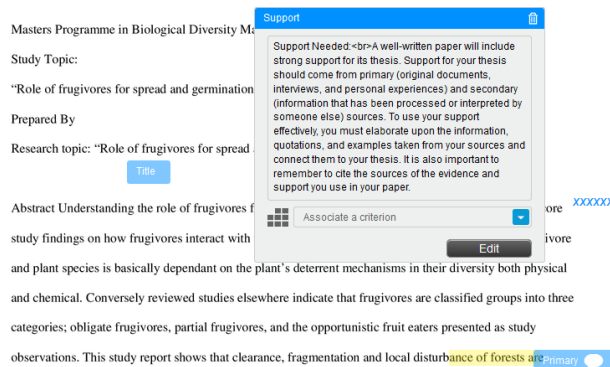 Masters Programme in Biological Diversity Ma
Support
Support Needed:<br>A well-written paper will include
strong support for its thesis. Support for your thesis
should come from primary (original documents,
interviews, and personal experiences) and secondary
(information that has been processed or interpreted by
someone else) sources. To use your support
effectively, you must elaborate upon the information,
quotations, and examples taken from your sources and
connect them to your thesis. It is also important to
remember to cite the sources of the evidence and
support you use in your paper.
Associate a criterion
Edit
Study Topic:
“Role of frugivores for spread and germination
Prepared By
Research topic: “Role of frugivores for spread
Title
Abstract Understanding the role of frugivores f ore
xxxxxx
study findings on how frugivores interact with ivore
and plant species is basically dependant on the plant’s deterrent mechanisms in their diversity both physical
and chemical. Conversely reviewed studies elsewhere indicate that frugivores are classified groups into three
categories; obligate frugivores, partial frugivores, and the opportunistic fruit eaters presented as study
observations. This study report shows that clearance, fragmentation and local disturbance of forests are
Primary